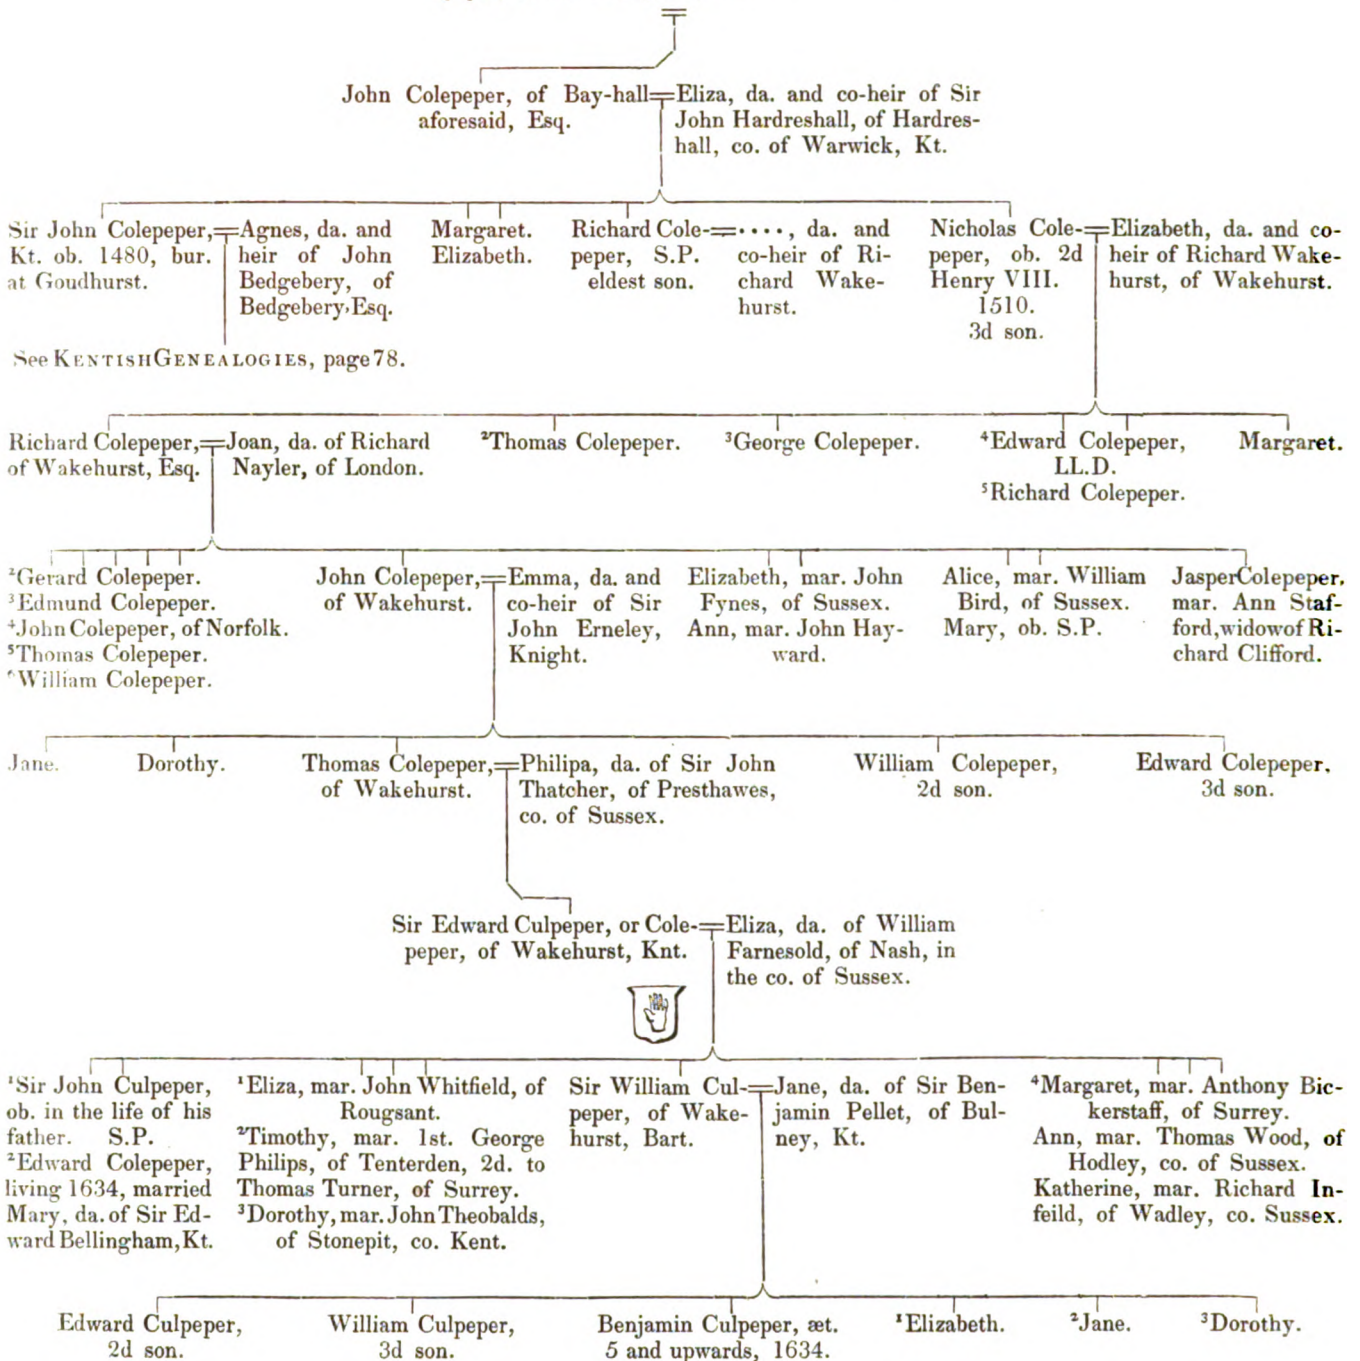 John Colepeper, of Bay-hall
aforesaid, Esq.
Eliza, da. and co-heir of Sir
John Hardreshall, of Hardres-
hall, co. of Warwick, Kt.
Sir John Colepeper,
Kt. ob. 1480, bur.
at Goudhurst.
Agnes, da. and
heir of John
Bedgebery, of
Bedgebery, Esq.
See KENTISH GENEALOGIES, page 78.
Margaret.
Elizabeth.
Richard Cole-
peper, S.P.
eldest son.
...., da. and
co-heir of Ri-
chard Wake-
hurst.
Nicholas Cole-
peper, ob. 2d
Henry VIII.
1510.
3d son.
Elizabeth, da. and co-
heir of Richard Wake-
hurst, of Wakehurst.
Richard Colepeper,
of Wakehurst, Esq.
Joan, da. of Richard
Nayler, of London.
²Thomas Colepeper.
³George Colepeper.
⁴Edward Colepeper,
LL.D.
⁵Richard Colepeper.
Margaret.
²Gerard Colepeper.
³Edmund Colepeper.
⁴John Colepeper, of Norfolk.
⁵Thomas Colepeper.
⁶William Colepeper.
John Colepeper,
of Wakehurst.
Emma, da. and
co-heir of Sir
John Erneley,
Knight.
Elizabeth, mar. John
Fynes, of Sussex.
Ann, mar. John Hay-
ward.
Alice, mar. William
Bird, of Sussex.
Mary, ob. S.P.
Jasper Colepeper,
mar. Ann Staf-
ford, widow of Ri-
chard Clifford.
Jane.
Dorothy.
Thomas Colepeper,
of Wakehurst.
Philipa, da. of Sir John
Thatcher, of Presthawes,
co. of Sussex.
William Colepeper,
2d son.
Edward Colepeper.
3d son.
Sir Edward Culpeper, or Cole-
peper, of Wakehurst, Knt.
Eliza, da. of William
Farnesold, of Nash, in
the co. of Sussex.
¹Sir John Culpeper,
ob. in the life of his
father. S.P.
²Edward Colepeper,
living 1634, married
Mary, da. of Sir Ed-
ward Bellingham, Kt.
¹Eliza, mar. John Whitfield, of
Rougsant.
²Timothy, mar. 1st. George
Philips, of Tenterden, 2d. to
Thomas Turner, of Surrey.
³Dorothy, mar. John Theobalds,
of Stonepit, co. Kent.
Sir William Cul-
peper, of Wake-
hurst, Bart.
Jane, da. of Sir Ben-
jamin Pellet, of Bul-
ney, Kt.
⁴Margaret, mar. Anthony Bic-
kerstaff, of Surrey.
Ann, mar. Thomas Wood, of
Hodley, co. of Sussex.
Katherine, mar. Richard In-
feild, of Wadley, co. Sussex.
Edward Culpeper,
2d son.
William Culpeper,
3d son.
Benjamin Culpeper, æt.
5 and upwards, 1634.
¹Elizabeth.
²Jane.
³Dorothy.